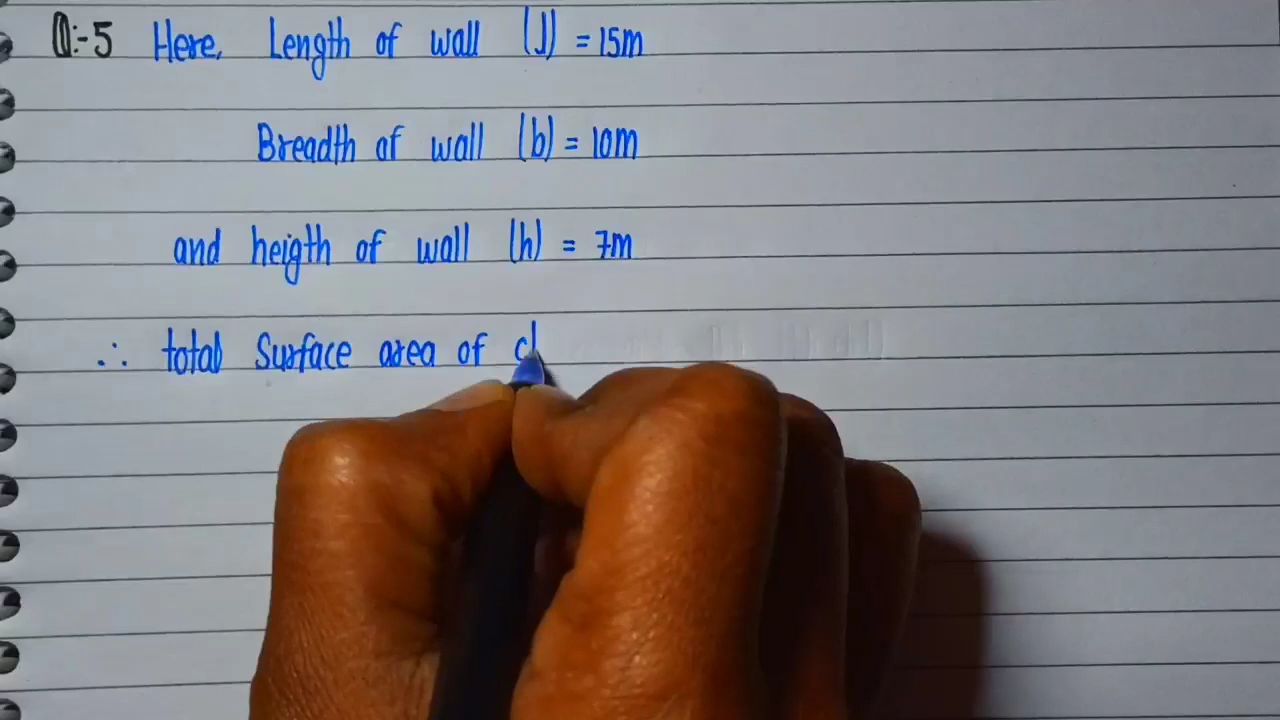 Q:-5 Here, Length of wall (l) = 15m
Breadth of wall (b) = 10m
and heigth of wall (h) = 7m
∴ total Surface area of